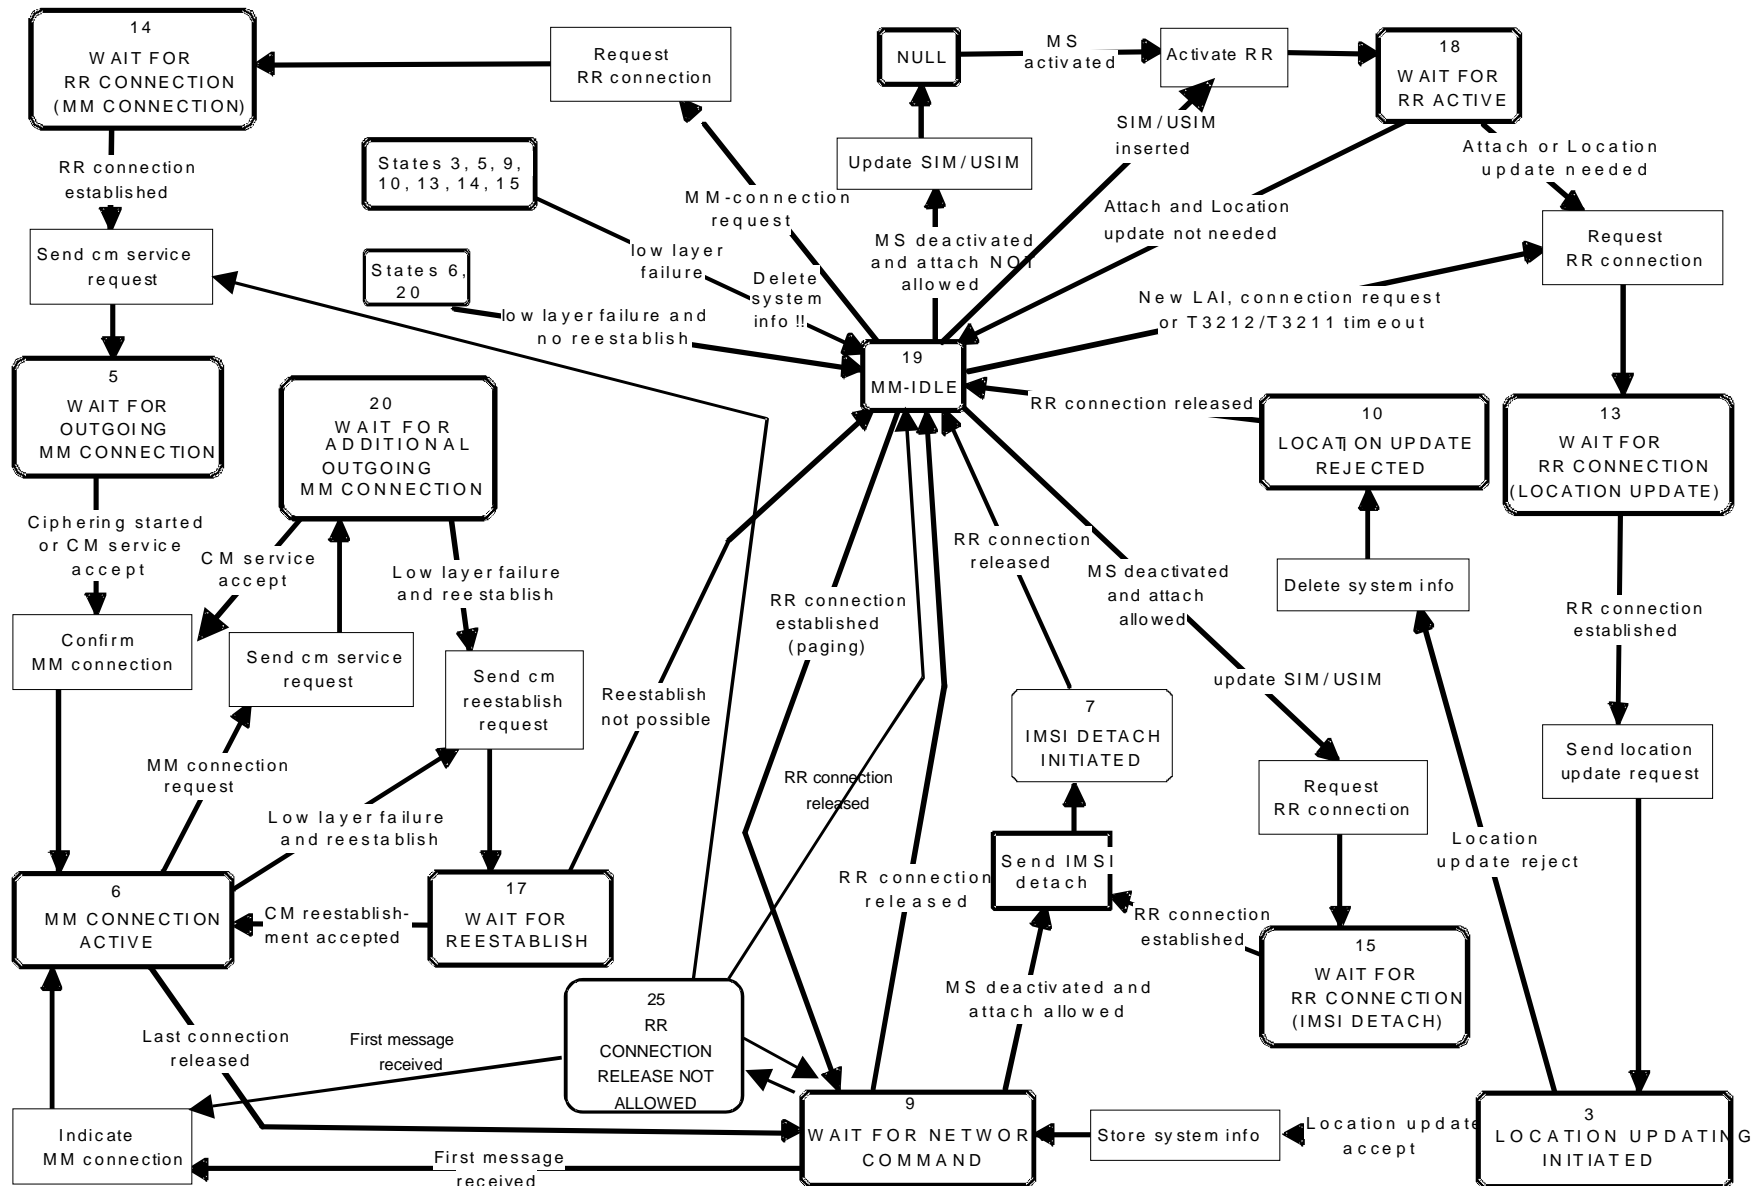 14
WAIT FOR
RR CONNECTION
(MM CONNECTION)
Request
RR connection
NULL
MS
activated
Activate RR
18
WAIT FOR
RR ACTIVE
RR connection
established
States 3, 5, 9,
10, 13, 14, 15
Update SIM/USIM
SIM/USIM
inserted
Attach or Location
update needed
MM-connection
request
Attach and Location
update not needed
Send cm service
request
States 6,
20
low layer
failure
Delete
system
info !!
MS deactivated
and attach NOT
allowed
Request
RR connection
low layer failure and
no reestablish
New LAI, connection request
or T3212/T3211 timeout
5
WAIT FOR
OUTGOING
MM CONNECTION
20
WAIT FOR
ADDITIONAL
OUTGOING
MM CONNECTION
19
MM-IDLE
RR connection released
10
LOCATION UPDATE
REJECTED
13
WAIT FOR
RR CONNECTION
(LOCATION UPDATE)
Ciphering started
or CM service
accept
CM service
accept
Low layer failure
and reestablish
RR connection
released
MS deactivated
and attach
allowed
Delete system info
RR connection
established
(paging)
RR connection
established
Confirm
MM connection
Send cm service
request
Send cm
reestablish
request
Reestablish
not possible
update SIM/USIM
7
IMSI DETACH
INITIATED
Send location
update request
MM connection
request
RR connection
released
Request
RR connection
Low layer failure
and reestablish
Send IMSI
detach
Location
update reject
6
MM CONNECTION
ACTIVE
CM reestablish-
ment accepted
17
WAIT FOR
REESTABLISH
RR connection
released
RR connection
established
15
WAIT FOR
RR CONNECTION
(IMSI DETACH)
MS deactivated and
attach allowed
25
RR
CONNECTION
RELEASE NOT
ALLOWED
Last connection
released
First message
received
9
WAIT FOR NETWOR
COMMAND
Store system info
Location update
accept
3
LOCATION UPDATING
INITIATED
Indicate
MM connection
First message
received